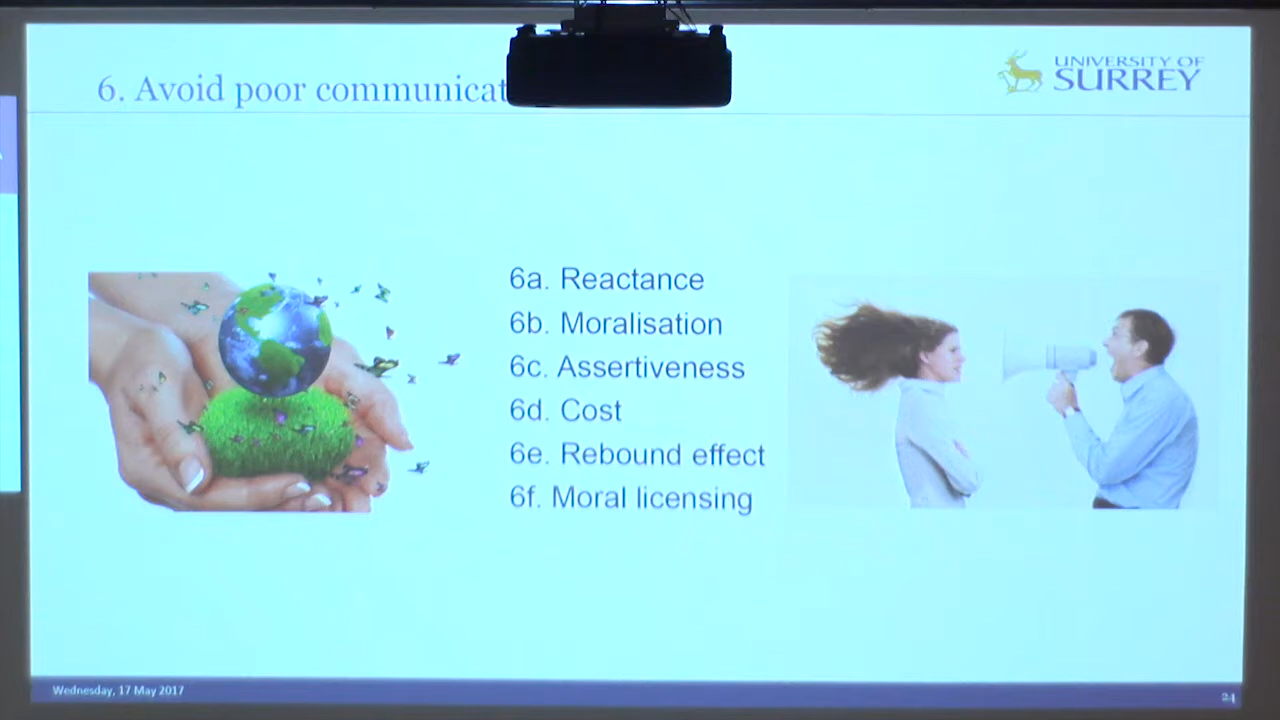 6. Avoid poor communicat
UNIVERSITY OF
SURREY
6a. Reactance
6b. Moralisation
6c. Assertiveness
6d. Cost
6e. Rebound effect
6f. Moral licensing
Wednesday, 17 May 2017
24